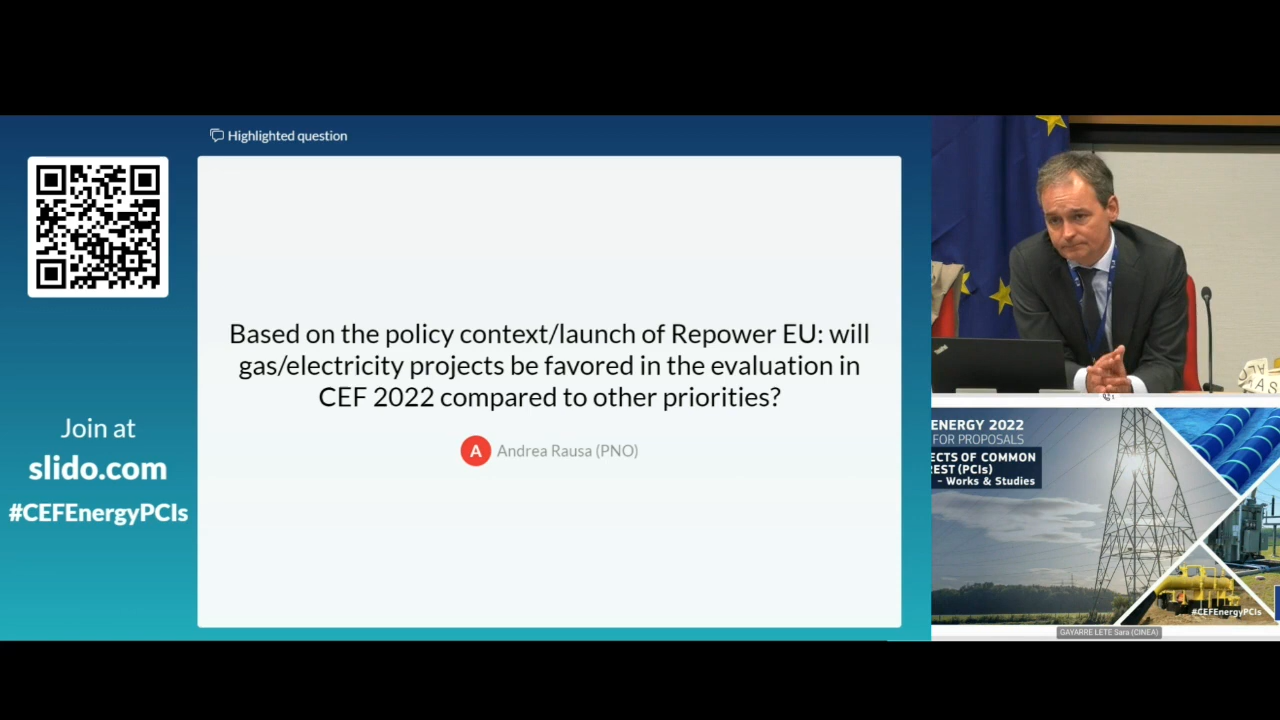 Highlighted question
Join at
slido.com
#CEFEnergyPCIs
Based on the policy context/launch of Repower EU: will
gas/electricity projects be favored in the evaluation in
CEF 2022 compared to other priorities?
A Andrea Rausa (PNO)
ENERGY 2022
FOR PROPOSALS
ECTS OF COMMON
REST (PCIs)
- Works & Studies
#CEFEnergyPCIs
GAYARRE LETE Sara (CINEA)